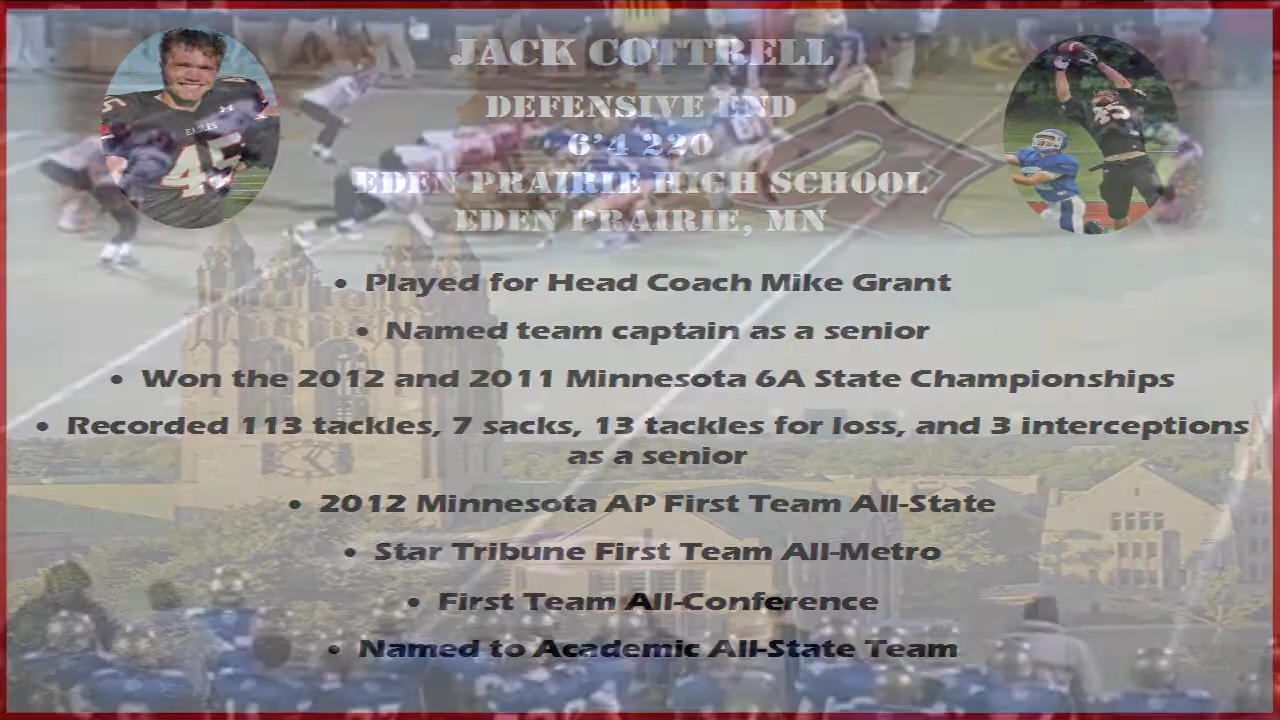 JACK COTTRELL
DEFENSIVE END
6'4 220
EDEN PRAIRIE HIGH SCHOOL
EDEN PRAIRIE, MN
EAGLES
45
45
• Played for Head Coach Mike Grant
• Named team captain as a senior
• Won the 2012 and 2011 Minnesota 6A State Championships
• Recorded 113 tackles, 7 sacks, 13 tackles for loss, and 3 interceptions
as a senior
• 2012 Minnesota AP First Team All-State
• Star Tribune First Team All-Metro
• First Team All-Conference
• Named to Academic All-State Team